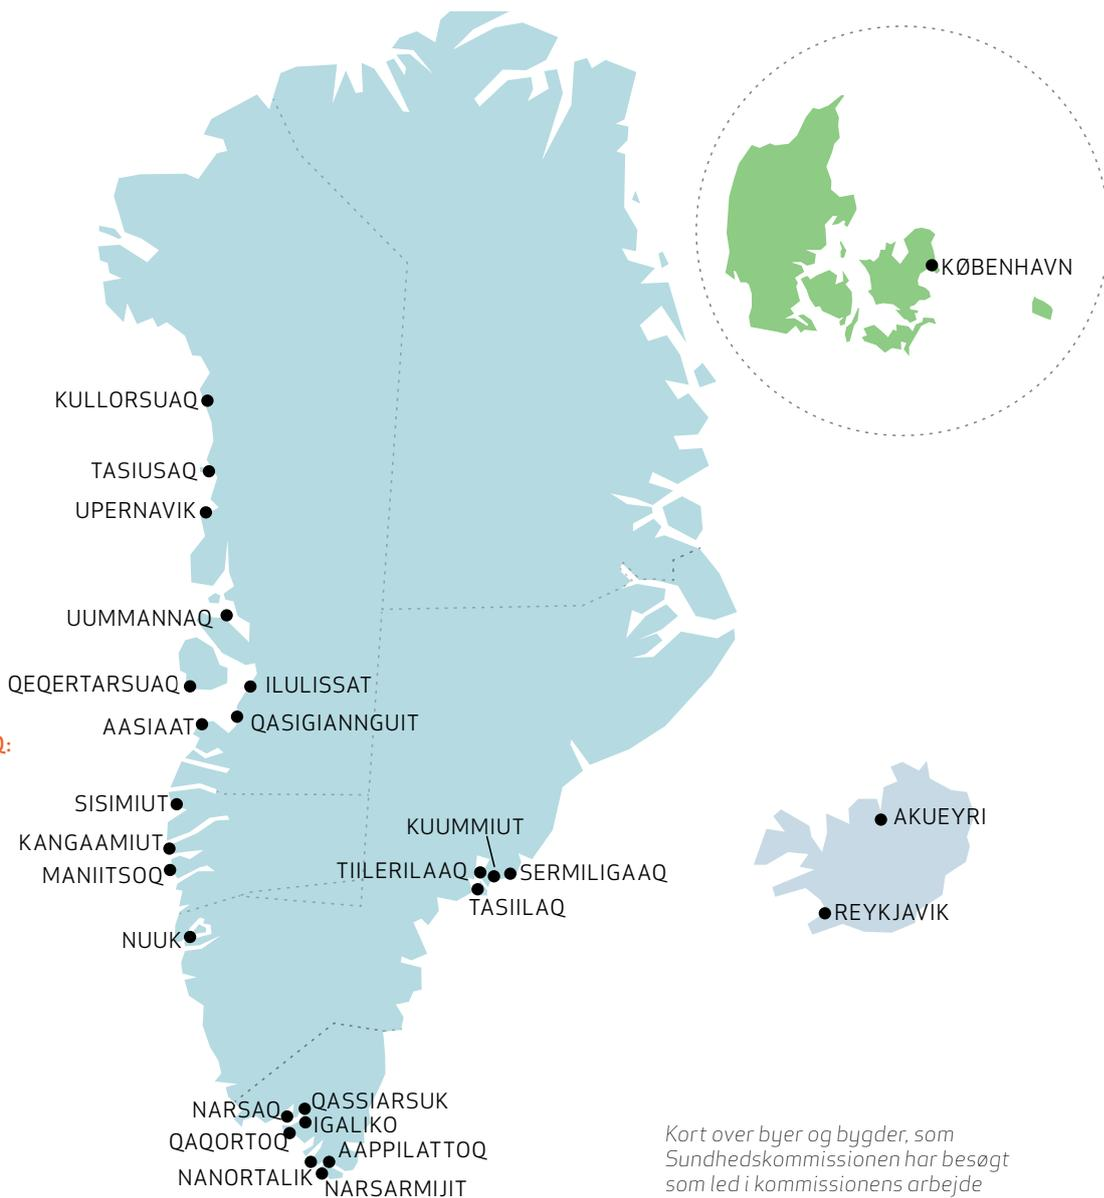 KØBENHAVN
KULLORSUAQ
TASIUSAQ
UPERNAVIK
UUMMANNAQ
QEQERTARSUAQ
ILULISSAT
AASIAAT
QASIGIANNGUIT
Q:
SISIMIUT
KANGAAMIUT
MANIITSOQ
KUUMMIUT
TIILERILAAQ
SERMILIGAAQ
TASIILAQ
NUUK
AKUEYRI
REYKJAVIK
NARSAQ
QASSIARSUK
IGALIKO
QAQORTOQ
AAPPILATTOQ
NANORTALIK
NARSARMIJIT
Kort over byer og bygder, som
Sundhedskommissionen har besøgt
som led i kommissionens arbejde